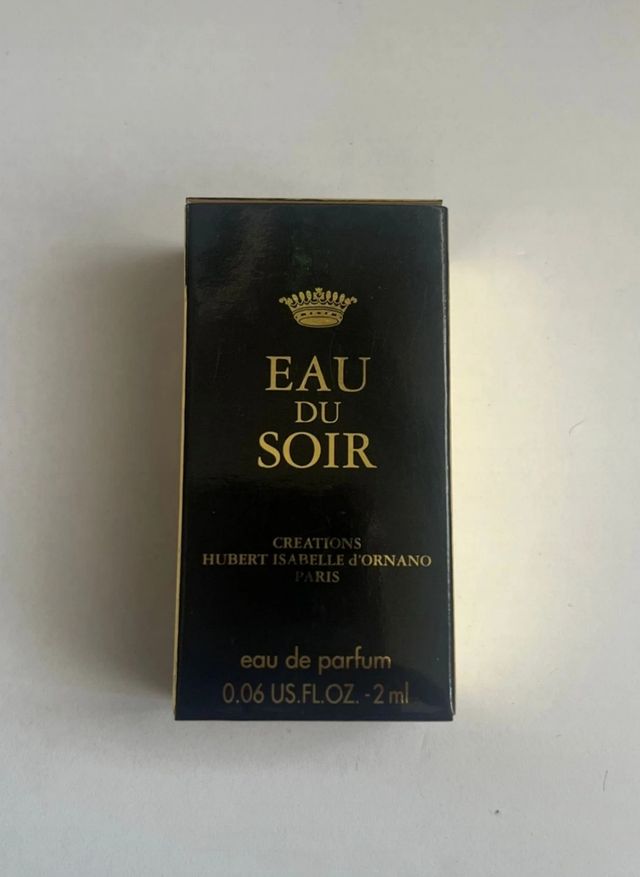 EAU
DU
SOIR
CREATIONS
HUBERT ISABELLE d'ORNANO
PARIS
eau de parfum
0.06 US.FL.OZ. - 2 ml